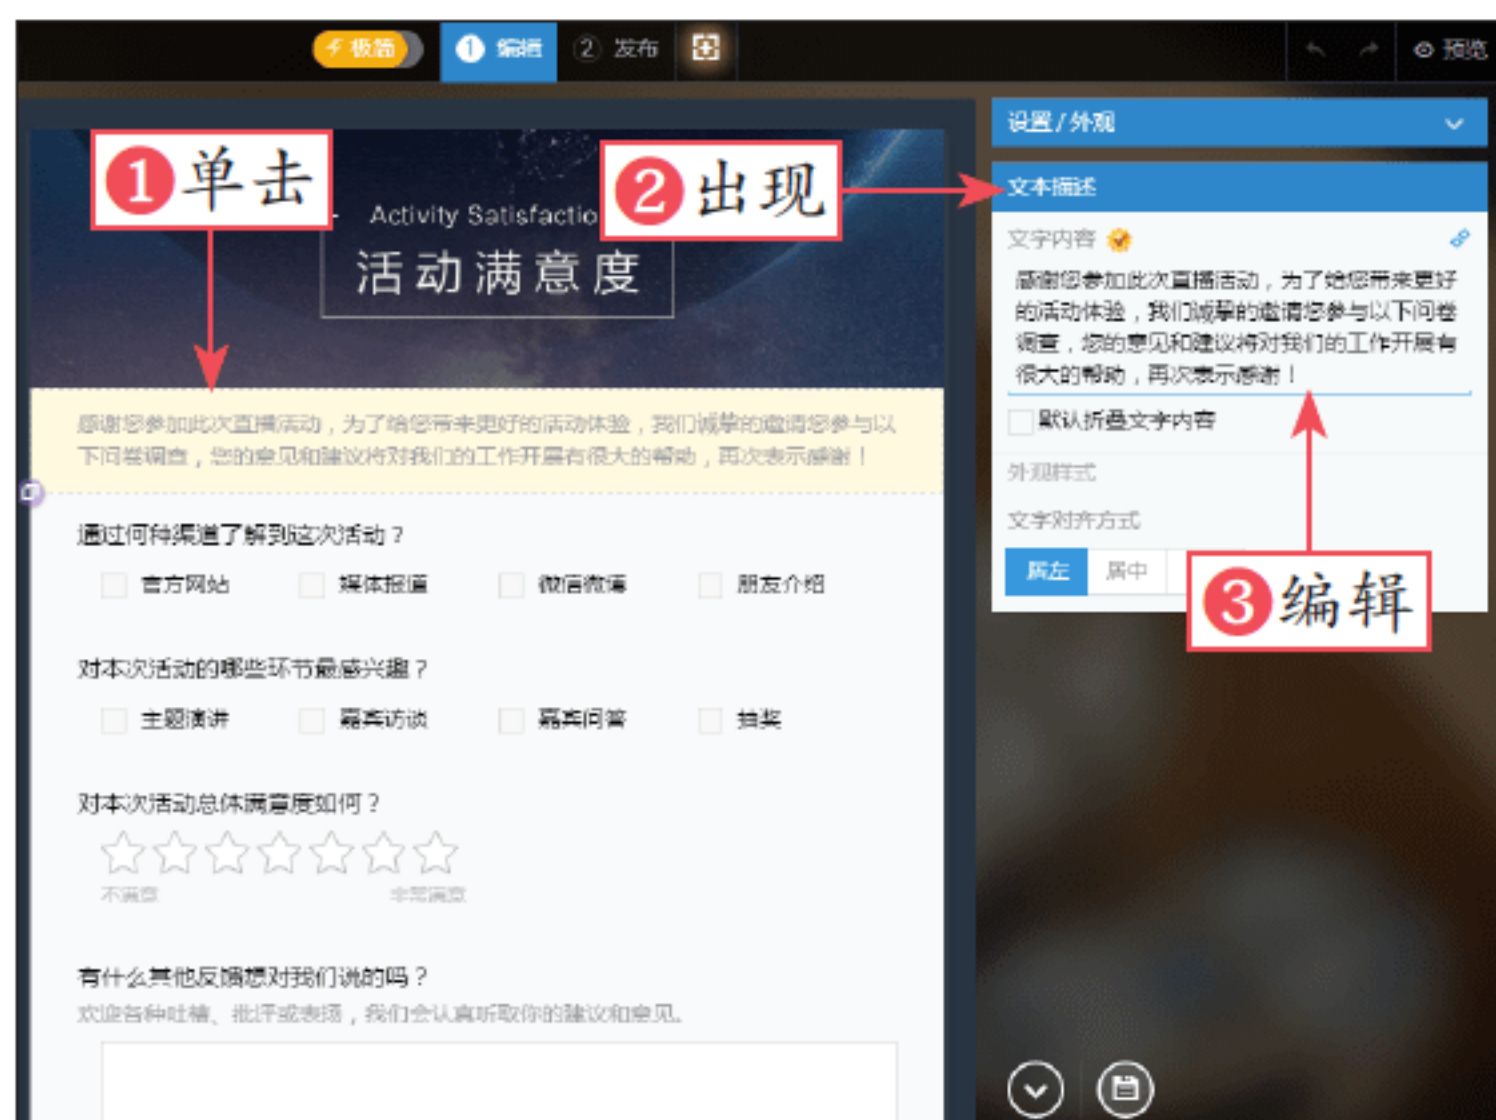 极简
1 编辑
2 发布
预览
设置 / 外观
1 单击
2 出现
文本描述
Activity Satisfactio
活动满意度
文字内容
感谢您参加此次直播活动，为了给您带来更好
的活动体验，我们诚挚的邀请您参与以下问卷
调查，您的意见和建议将对我们的工作开展有
很大的帮助，再次表示感谢！
默认折叠文字内容
外观样式
文字对齐方式
居左
居中
3 编辑
感谢您参加此次直播活动，为了给您带来更好的活动体验，我们诚挚的邀请您参与以
下问卷调查，您的意见和建议将对我们的工作开展有很大的帮助，再次表示感谢！
通过何种渠道了解到这次活动？
官方网站 媒体报道 微信微博 朋友介绍
对本次活动的哪些环节最感兴趣？
主题演讲 嘉宾访谈 嘉宾问答 抽奖
对本次活动总体满意度如何？
不满意 非常满意
有什么其他反馈想对我们说的吗？
欢迎各种吐槽、批评或表扬，我们会认真听取你的建议和意见。